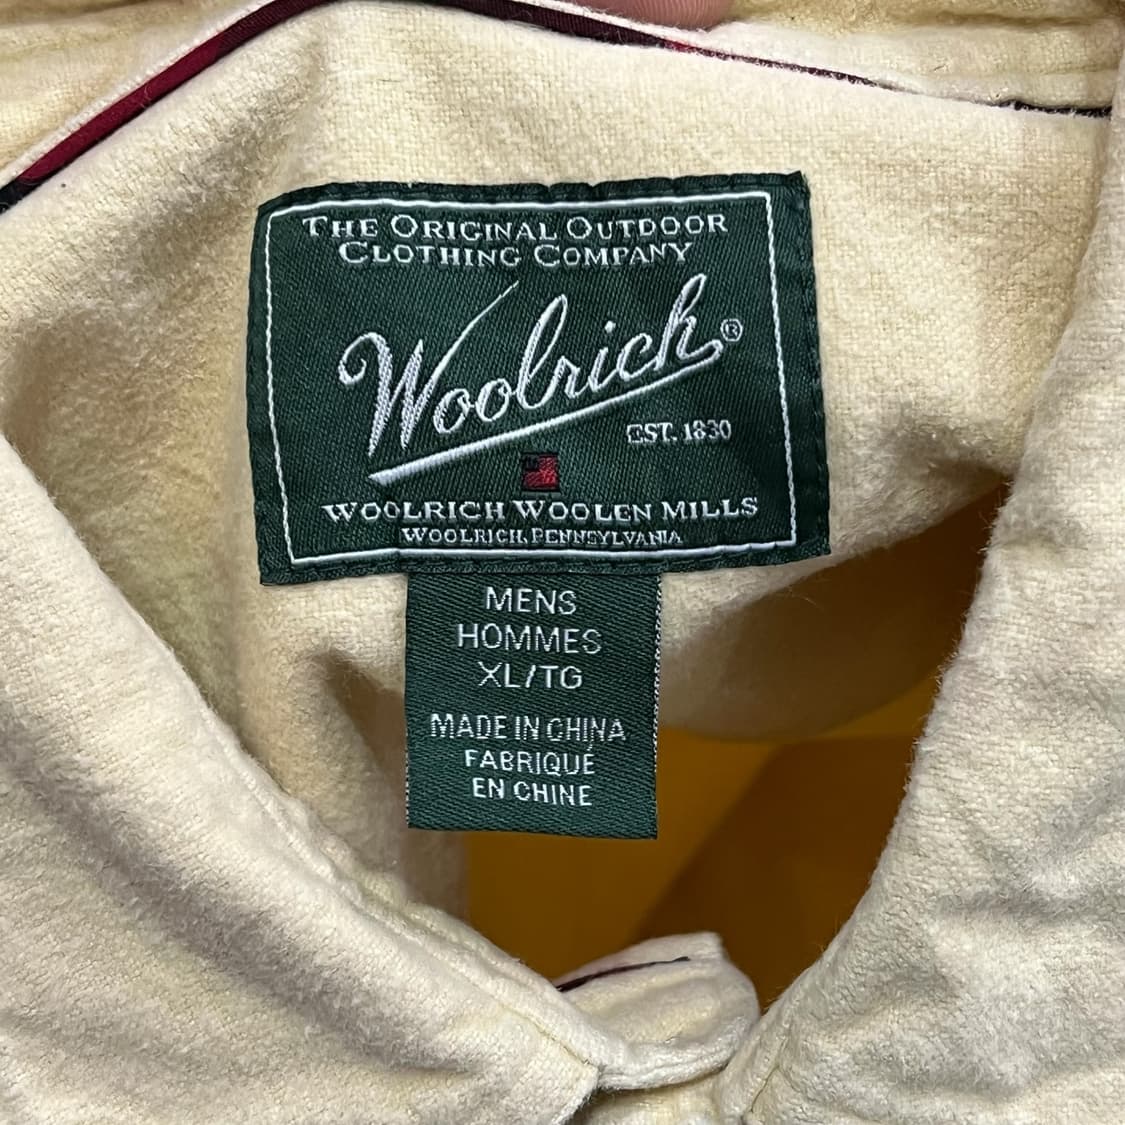 THE ORIGINAL OUTDOOR
CLOTHING COMPANY
Woolrich®
EST. 1830
WOOLRICH WOOLEN MILLS
WOOLRICH, PENNSYLVANIA
MENS
HOMMES
XL/TG
MADE IN CHINA
FABRIQUÉ
EN CHINE